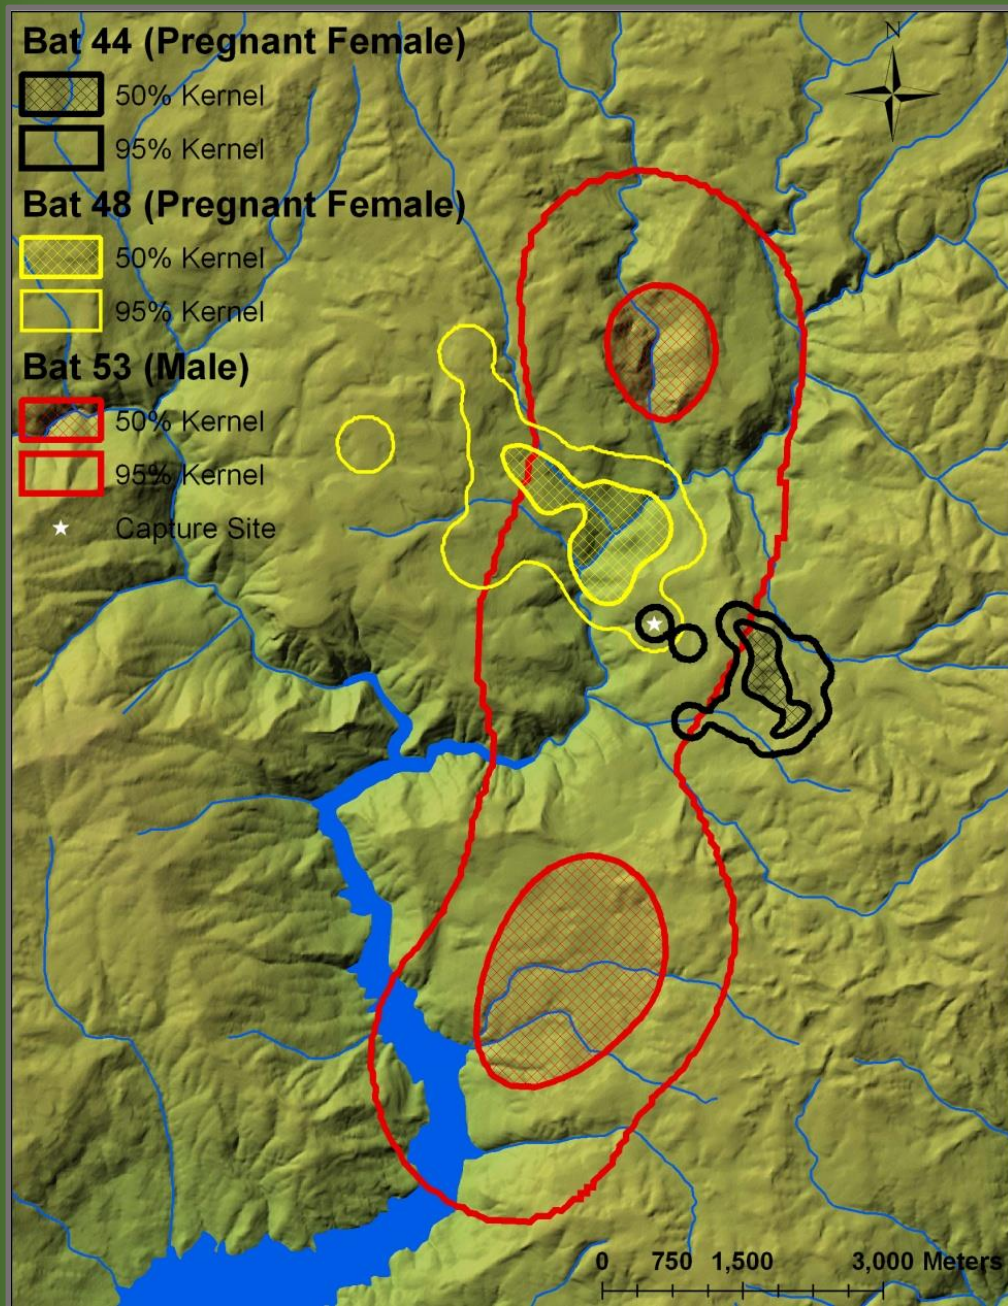 Bat 44 (Pregnant Female)
50% Kernel
95% Kernel
Bat 48 (Pregnant Female)
50% Kernel
95% Kernel
Bat 53 (Male)
50% Kernel
95% Kernel
Capture Site
N
0 750 1,500 3,000 Meters